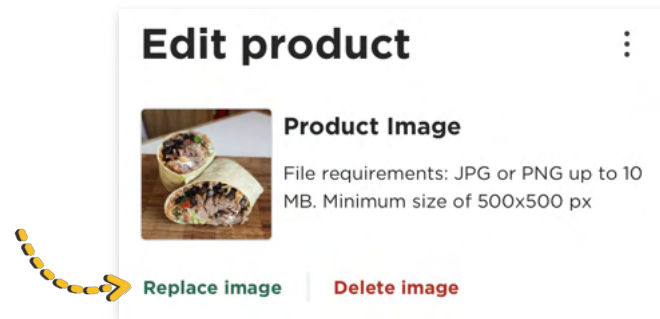 Edit product
Product Image
File requirements: JPG or PNG up to 10
MB. Minimum size of 500x500 px
Replace image
Delete image